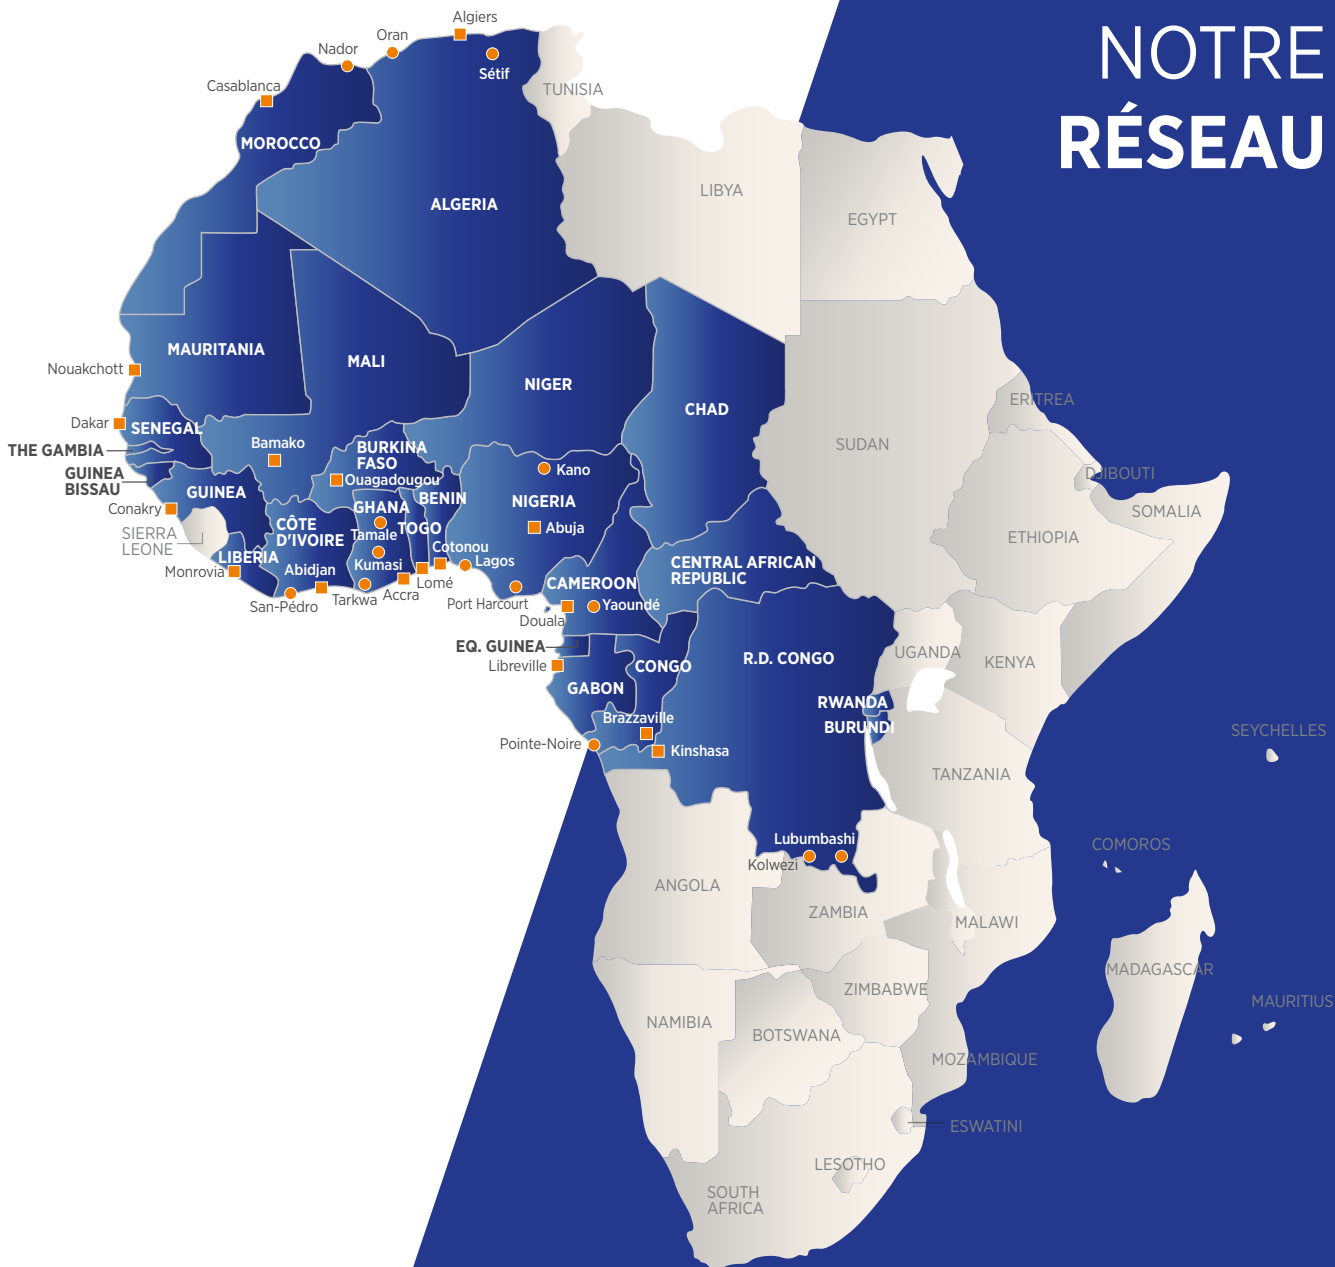 NOTRE
RÉSEAU
Algiers
Oran
Nador
Sétif
Casablanca
TUNISIA
MOROCCO
LIBYA
ALGERIA
EGYPT
MAURITANIA
MALI
Nouakchott
NIGER
CHAD
ERITREA
Dakar
SENEGAL
SUDAN
THE GAMBIA
Bamako
BURKINA
FASO
Kano
DJIBOUTI
GUINEA
BISSAU
Ouagadougou
GUINEA
BENIN
NIGERIA
SOMALIA
Conakry
GHANA
CÔTE
D'IVOIRE
TOGO
Abuja
SIERRA
LEONE
Tamale
ETHIOPIA
Cotonou
LIBERIA
Kumasi
Lagos
CENTRAL AFRICAN
REPUBLIC
Monrovia
Abidjan
Lomé
CAMEROON
San-Pédro
Tarkwa
Accra
Port Harcourt
Yaoundé
Douala
EQ. GUINEA
UGANDA
KENYA
Libreville
CONGO
R.D. CONGO
GABON
RWANDA
Brazzaville
BURUNDI
SEYCHELLES
Pointe-Noire
Kinshasa
TANZANIA
Lubumbashi
COMOROS
Kolwezi
ANGOLA
ZAMBIA
MALAWI
MADAGASCAR
ZIMBABWE
MAURITIUS
NAMIBIA
BOTSWANA
MOZAMBIQUE
ESWATINI
LESOTHO
SOUTH
AFRICA